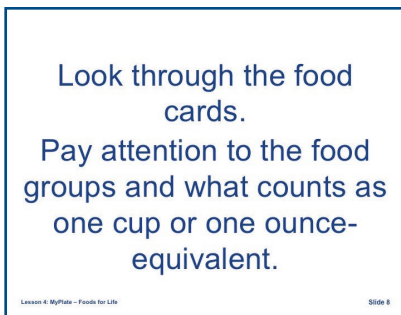 Look through the food
cards.
Pay attention to the food
groups and what counts as
one cup or one ounce-
equivalent.
Lesson 4: MyPlate – Foods for Life
Slide 8